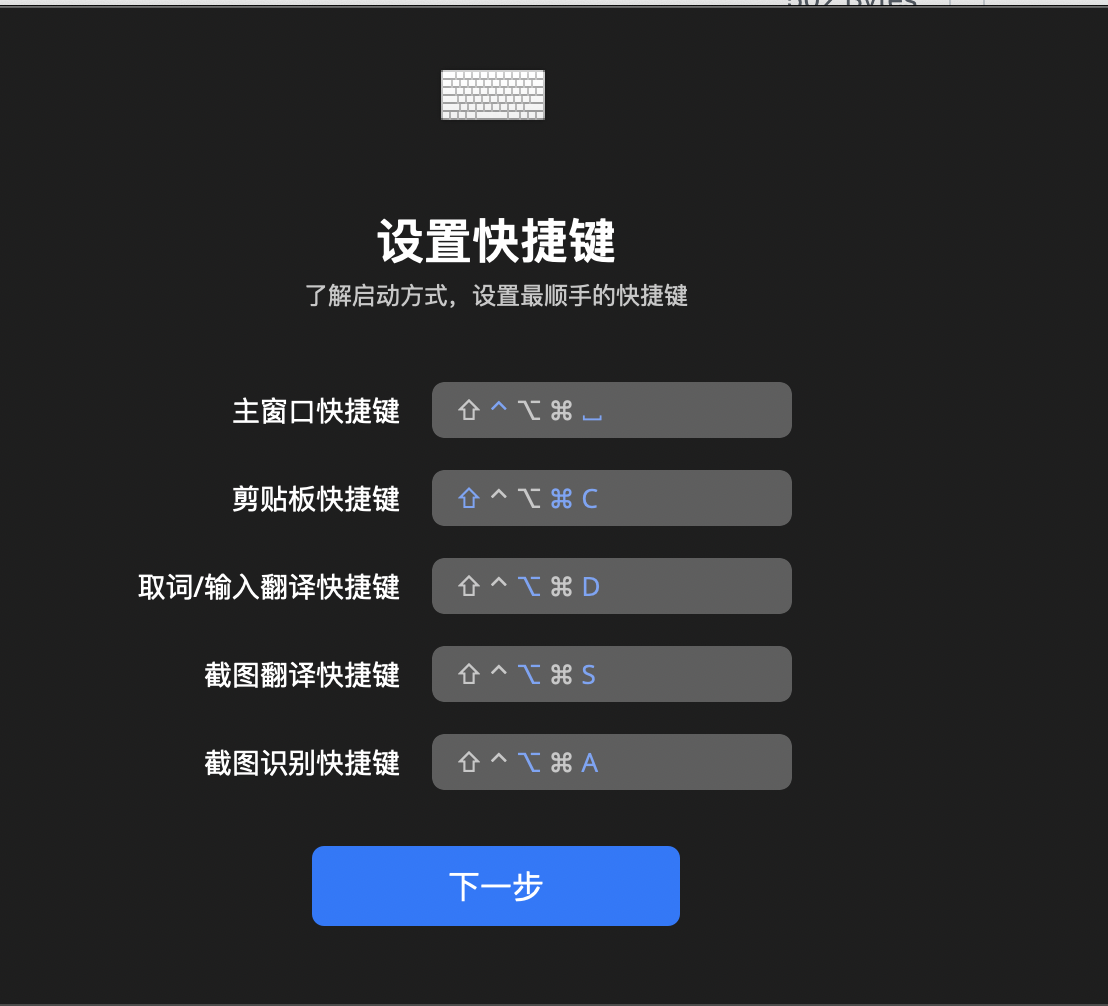 502 Bytes
设置快捷键
了解启动方式，设置最顺手的快捷键
主窗口快捷键 ⇧ ^ ⌥ ⌘ ⎵
剪贴板快捷键 ⇧ ^ ⌥ ⌘ C
取词/输入翻译快捷键 ⇧ ^ ⌥ ⌘ D
截图翻译快捷键 ⇧ ^ ⌥ ⌘ S
截图识别快捷键 ⇧ ^ ⌥ ⌘ A
下一步